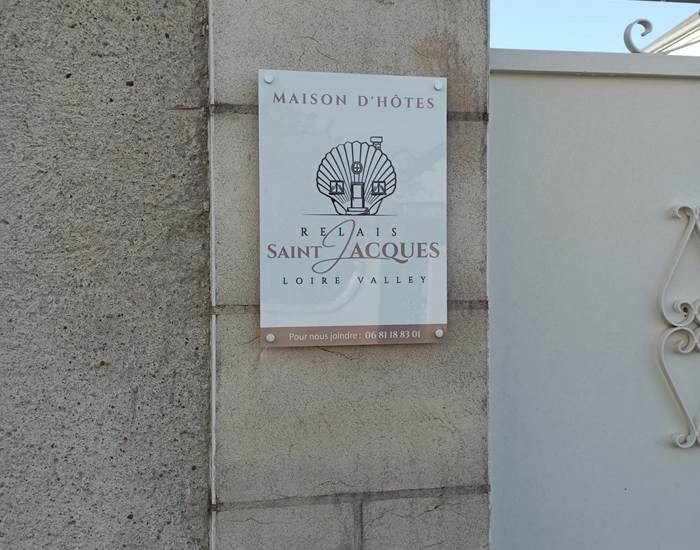 MAISON D'HÔTES
RELAIS
SAINT JACQUES
LOIRE VALLEY
Pour nous joindre : 06 81 18 83 01